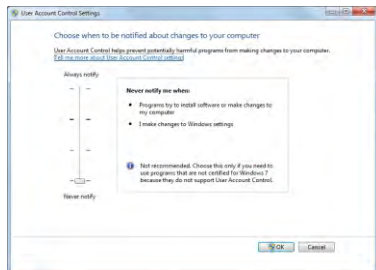 User Account Control Settings
Choose when to be notified about changes to your computer
User Account Control helps prevent potentially harmful programs from making changes to your computer.
Tell me more about User Account Control settings
Always notify
Never notify me when:
Programs try to install software or make changes to
my computer
I make changes to Windows settings
Not recommended. Choose this only if you need to
use programs that are not certified for Windows 7
because they do not support User Account Control.
Never notify
OK
Cancel